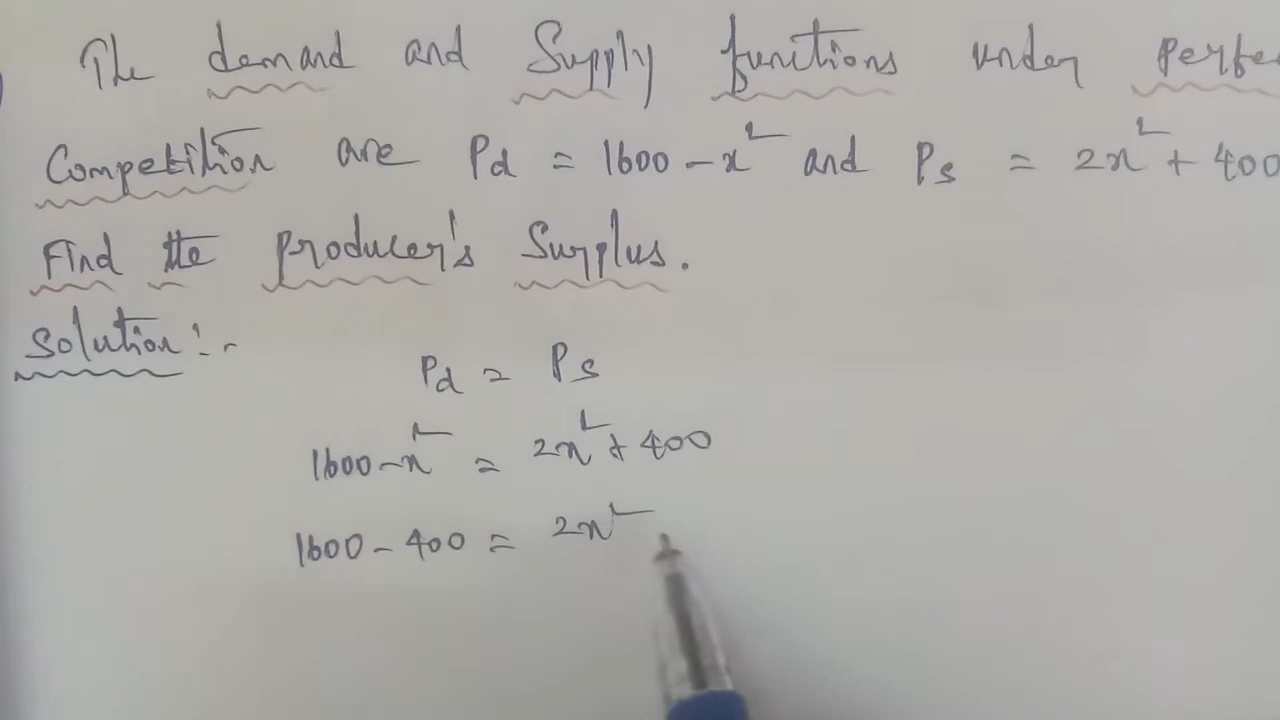 The demand and Supply functions under perfe
Competition are Pd = 1600 - x² and Ps = 2x² + 400
Find the producer's Surplus.
Solution:-
Pd = Ps
1600 - x² = 2x² + 400
1600 - 400 = 2x²